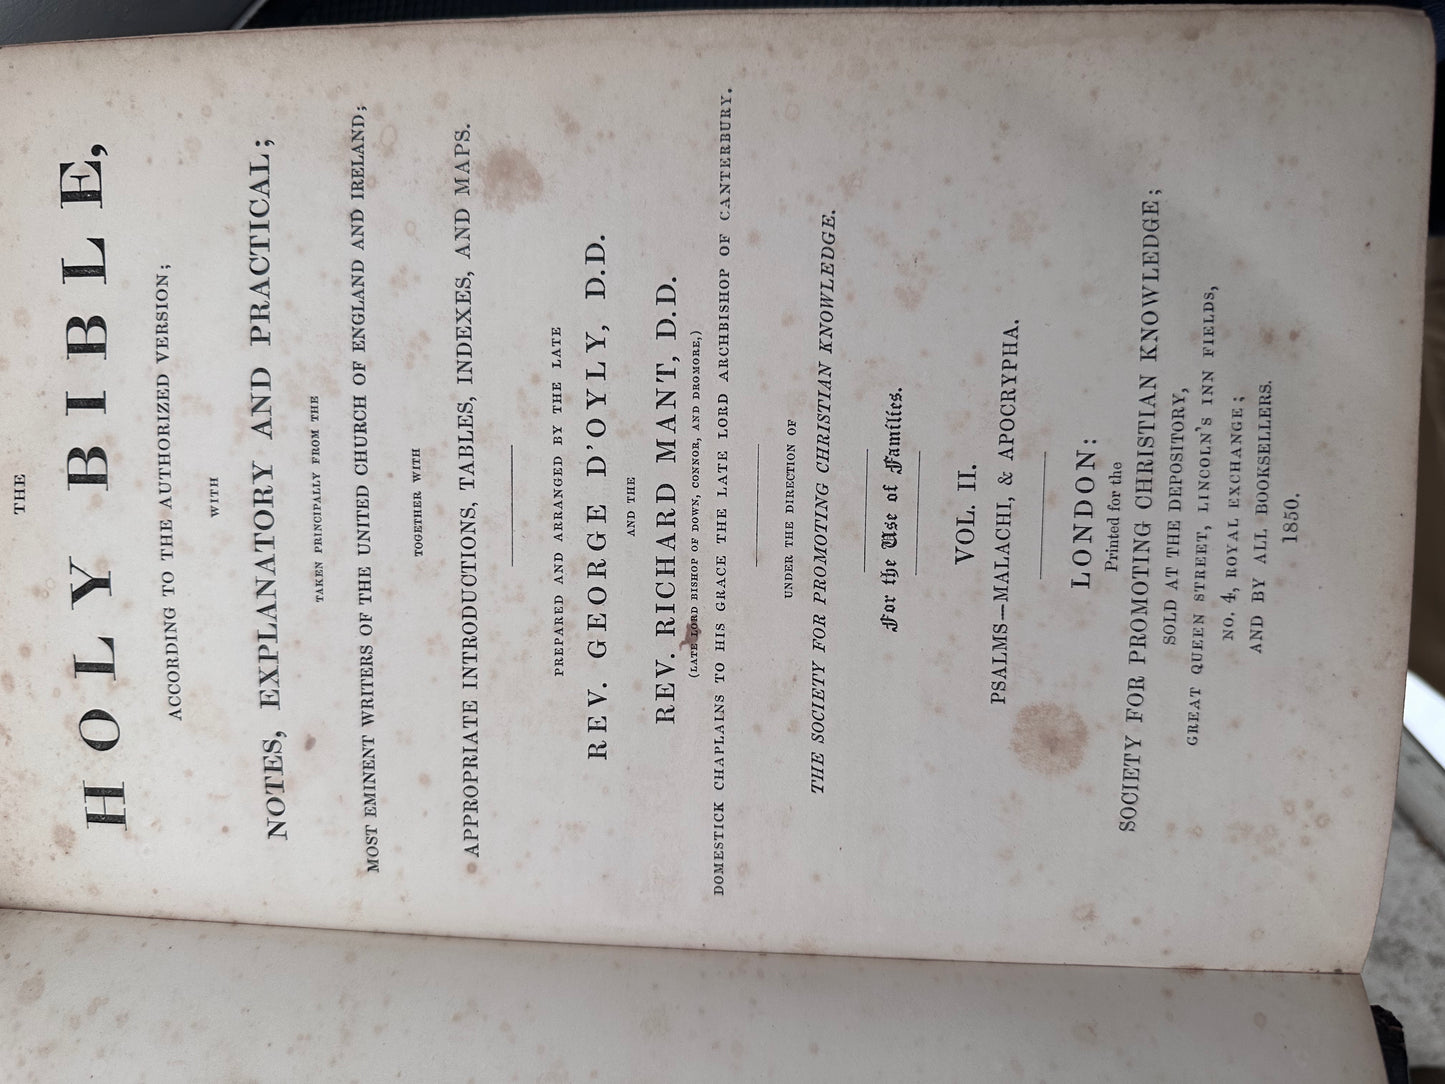 THE
HOLY BIBLE,
ACCORDING TO THE AUTHORIZED VERSION;
WITH
NOTES, EXPLANATORY AND PRACTICAL;
TAKEN PRINCIPALLY FROM THE
MOST EMINENT WRITERS OF THE UNITED CHURCH OF ENGLAND AND IRELAND;
TOGETHER WITH
APPROPRIATE INTRODUCTIONS, TABLES, INDEXES, AND MAPS.
PREPARED AND ARRANGED BY THE LATE
REV. GEORGE D'OYLY, D.D.
AND THE
REV. RICHARD MANT, D.D.
(LATE LORD BISHOP OF DOWN, CONNOR, AND DROMORE,)
DOMESTICK CHAPLAINS TO HIS GRACE THE LATE LORD ARCHBISHOP OF CANTERBURY.
UNDER THE DIRECTION OF
THE SOCIETY FOR PROMOTING CHRISTIAN KNOWLEDGE.
For the Use of Families.
VOL. II.
PSALMS—MALACHI, & APOCRYPHA.
LONDON:
Printed for the
SOCIETY FOR PROMOTING CHRISTIAN KNOWLEDGE;
SOLD AT THE DEPOSITORY,
GREAT QUEEN STREET, LINCOLN'S INN FIELDS,
NO. 4, ROYAL EXCHANGE;
AND BY ALL BOOKSELLERS.
1850.